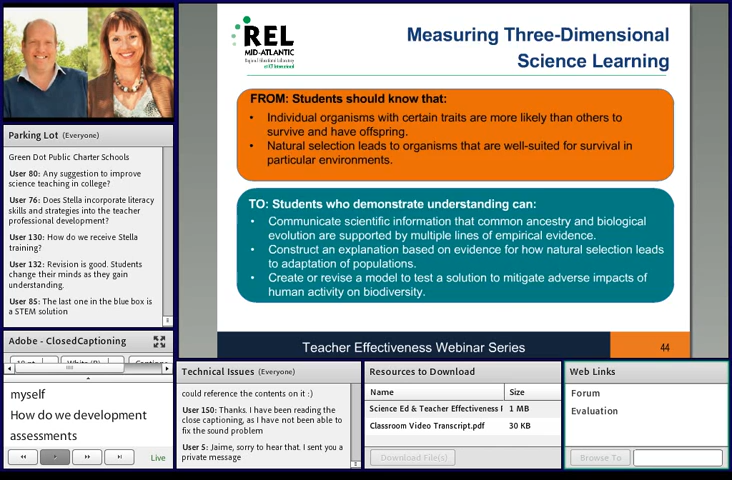 REL
MID-ATLANTIC
Measuring Three-Dimensional
Science Learning
FROM: Students should know that:
• Individual organisms with certain traits are more likely than others to
survive and have offspring.
• Natural selection leads to organisms that are well-suited for survival in
particular environments.
TO: Students who demonstrate understanding can:
• Communicate scientific information that common ancestry and biological
evolution are supported by multiple lines of empirical evidence.
• Construct an explanation based on evidence for how natural selection leads
to adaptation of populations.
• Create or revise a model to test a solution to mitigate adverse impacts of
human activity on biodiversity.
Teacher Effectiveness Webinar Series
44
Parking Lot (Everyone)
Green Dot Public Charter Schools
User 80: Any suggestion to improve
science teaching in college?
User 76: Does Stella incorporate literacy
skills and strategies into the teacher
professional development?
User 130: How do we receive Stella
training?
User 132: Revision is good. Students
change their minds as they gain
understanding.
User 85: The last one in the blue box is
a STEM solution
Adobe - ClosedCaptioning
myself
How do we development
assessments
Live
Technical Issues (Everyone)
could reference the contents on it :)
User 150: Thanks. I have been reading the
close captioning, as I have not been able to
fix the sound problem
User 5: Jaime, sorry to hear that. I sent you a
private message
Resources to Download
Name Size
Science Ed & Teacher Effectiveness 1 MB
Classroom Video Transcript.pdf 30 KB
Download File(s)
Web Links
Forum
Evaluation
Browse To